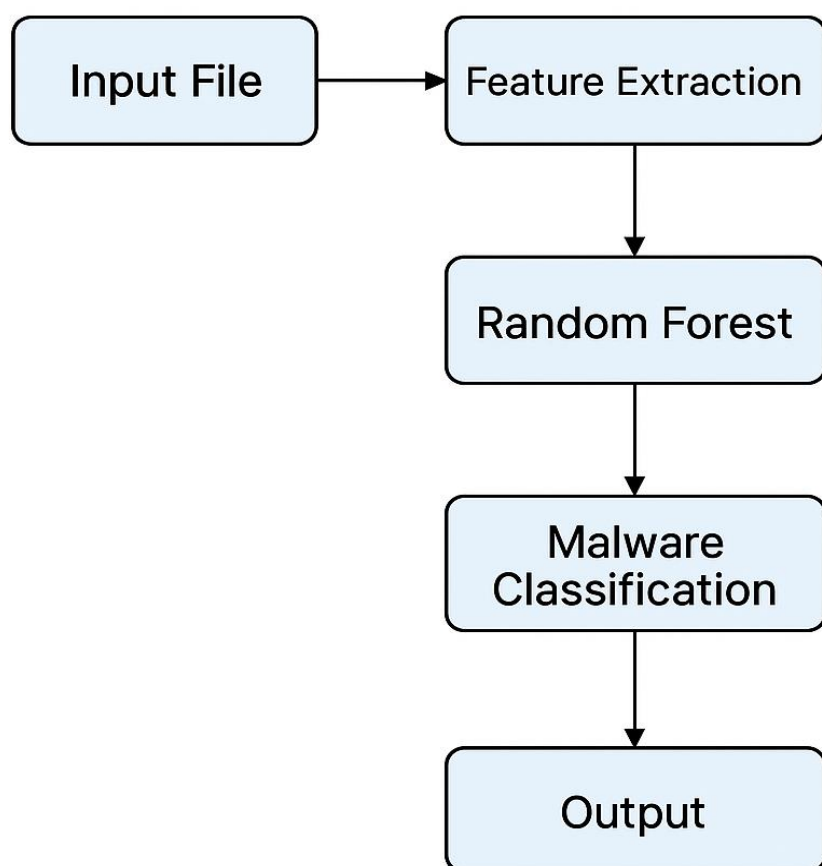 Input File
Feature Extraction
Random Forest
Malware
Classification
Output